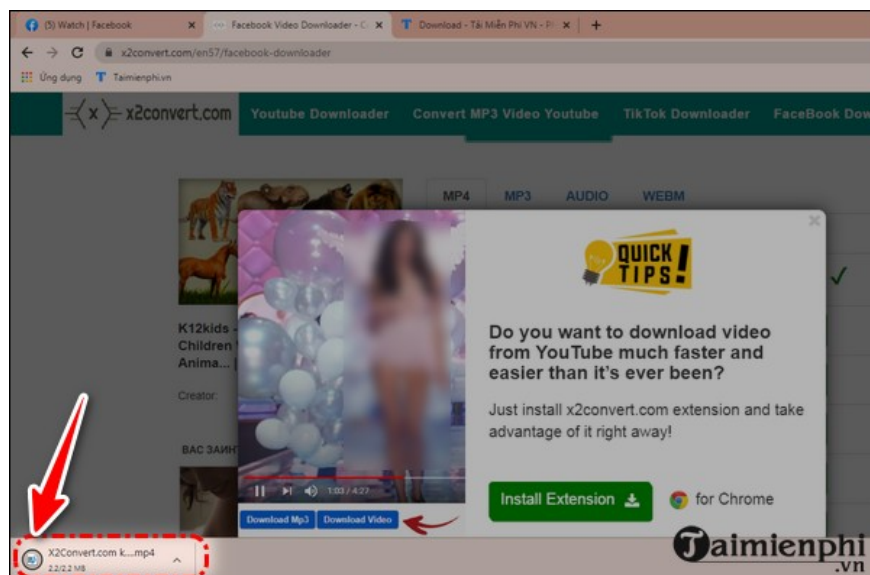 (5) Watch | Facebook
Facebook Video Downloader - C
Download - Tải Miễn Phí VN - P
x2convert.com/en57/facebook-downloader
Ứng dụng
Taimienphi.vn
x2convert.com
Youtube Downloader
Convert MP3 Video Youtube
TikTok Downloader
FaceBook Dow
MP4
MP3
AUDIO
WEBM
QUICK
TIPS!
K12kids -
Children
Anima... |
Do you want to download video
from YouTube much faster and
easier than it's ever been?
Creator:
Just install x2convert.com extension and take
advantage of it right away!
ВАС ЗАИН
1:03 / 4:27
Install Extension
for Chrome
Download Mp3
Download Video
X2Convert.com k....mp4
2.2/2.2 MB
Taimienphi
.vn